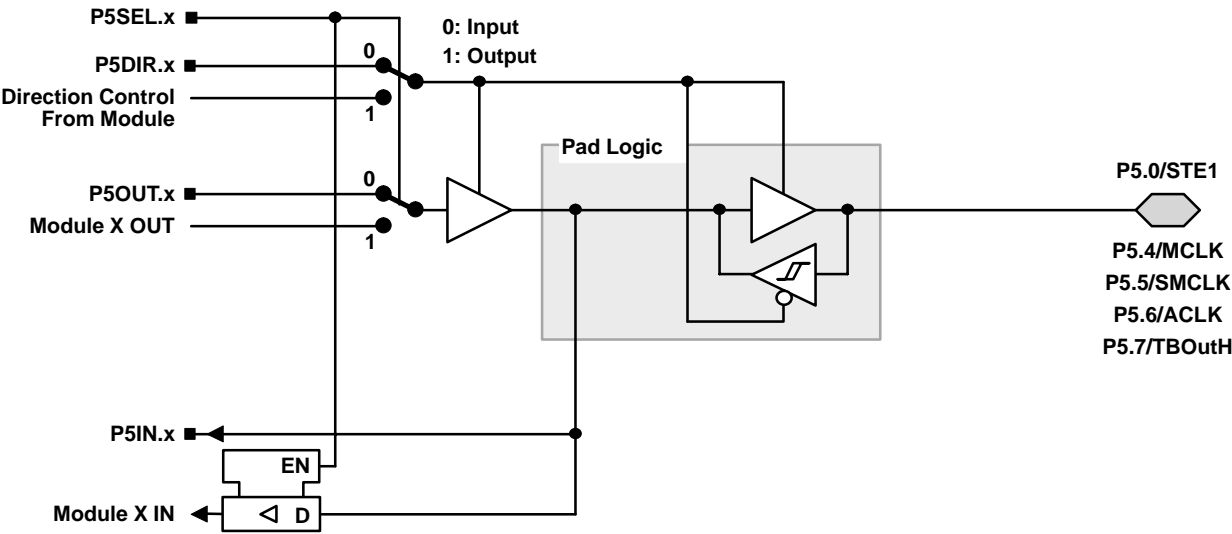 P5SEL.x
0: Input
1: Output
0
P5DIR.x
Direction Control
From Module
1
Pad Logic
P5.0/STE1
0
P5OUT.x
Module X OUT
1
P5.4/MCLK
P5.5/SMCLK
P5.6/ACLK
P5.7/TBOutH
P5IN.x
EN
Module X IN
D